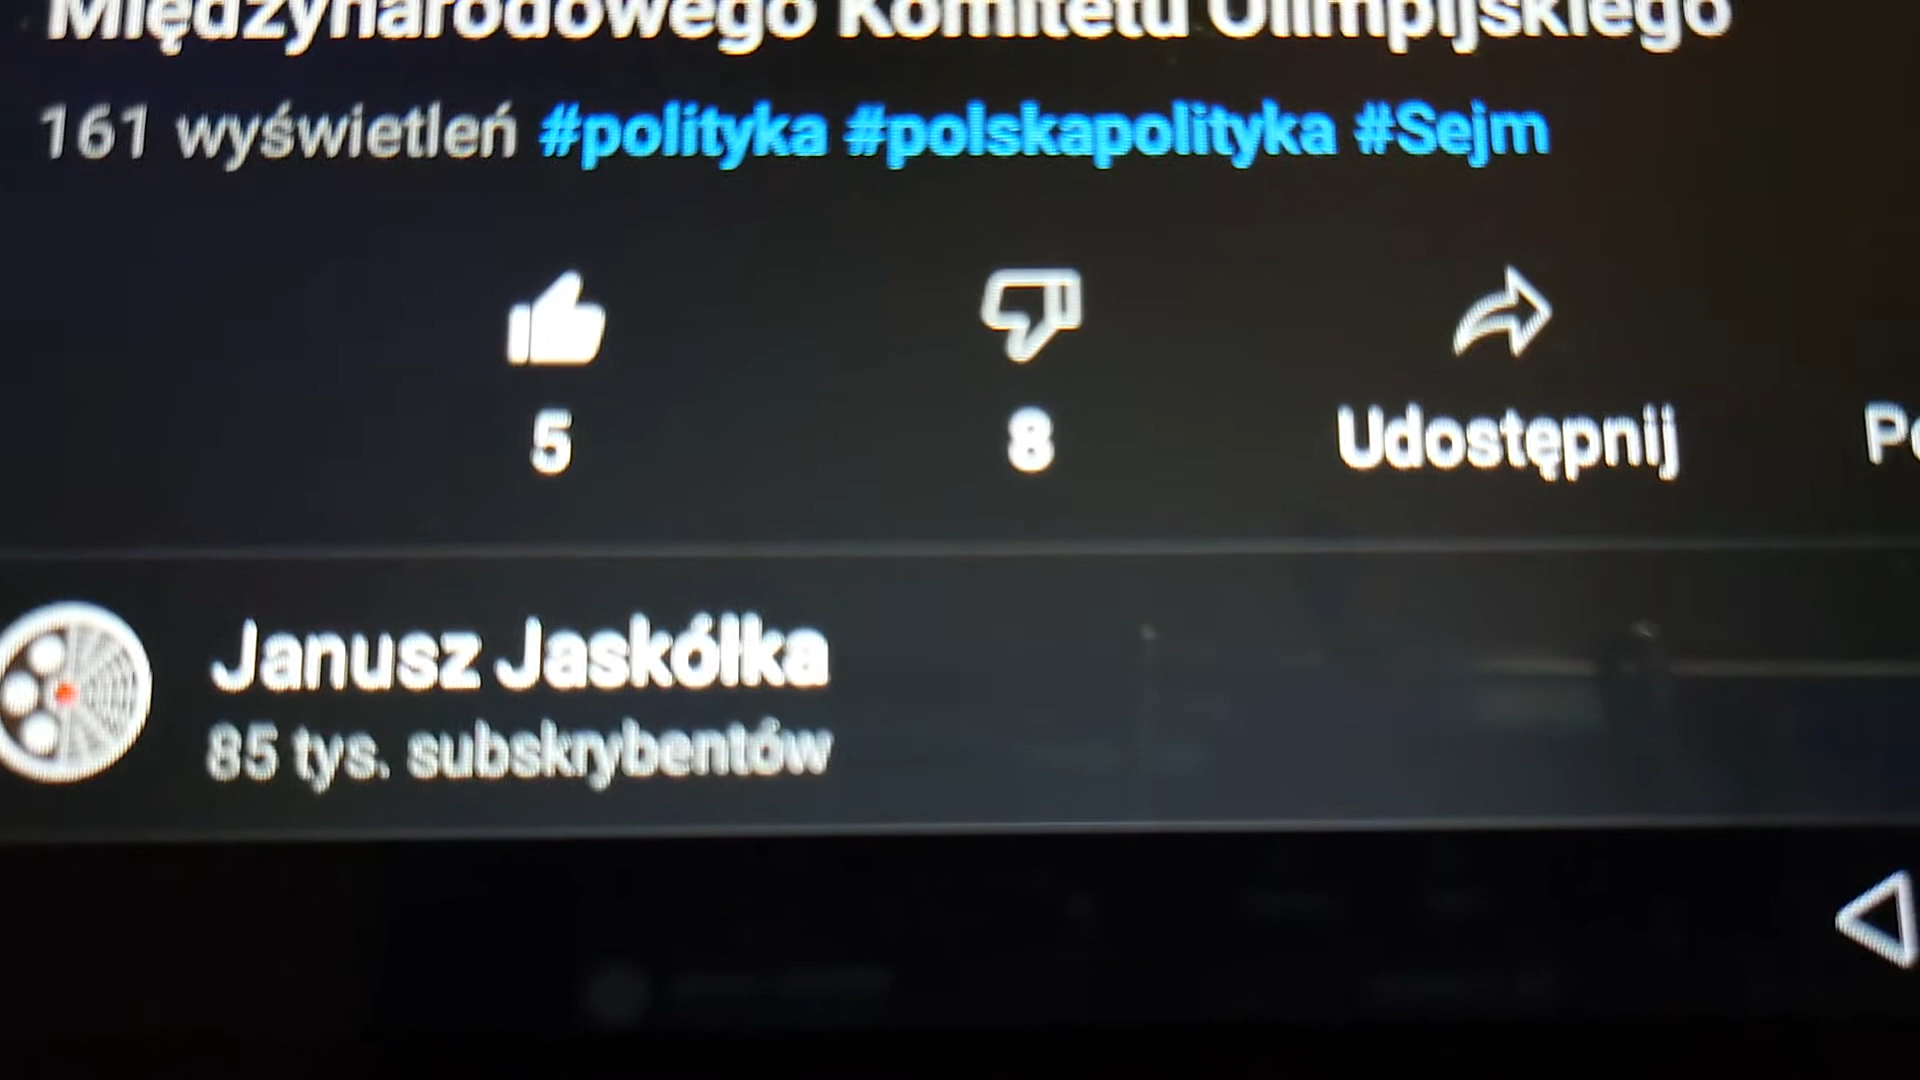 Międzynarodowego Komitetu Olimpijskiego
161 wyświetleń #polityka #polskapolityka #Sejm
5 8 Udostępnij
Janusz Jaskółka
85 tys. subskrybentów